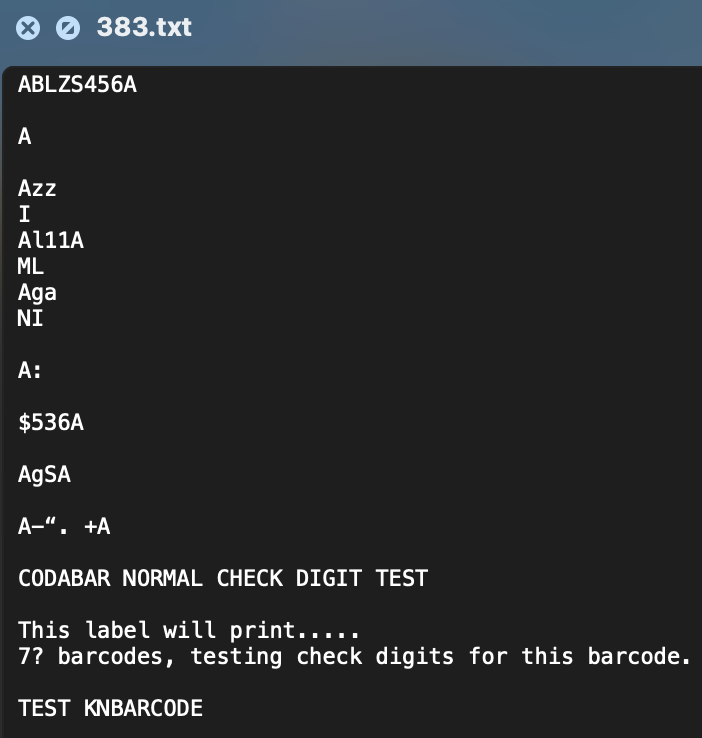 383.txt
ABLZS456A
A
Azz
I
Al11A
ML
Aga
NI
A:
$536A
AgSA
A—“. +A
CODABAR NORMAL CHECK DIGIT TEST
This label will print.....
7? barcodes, testing check digits for this barcode.
TEST KNBARCODE